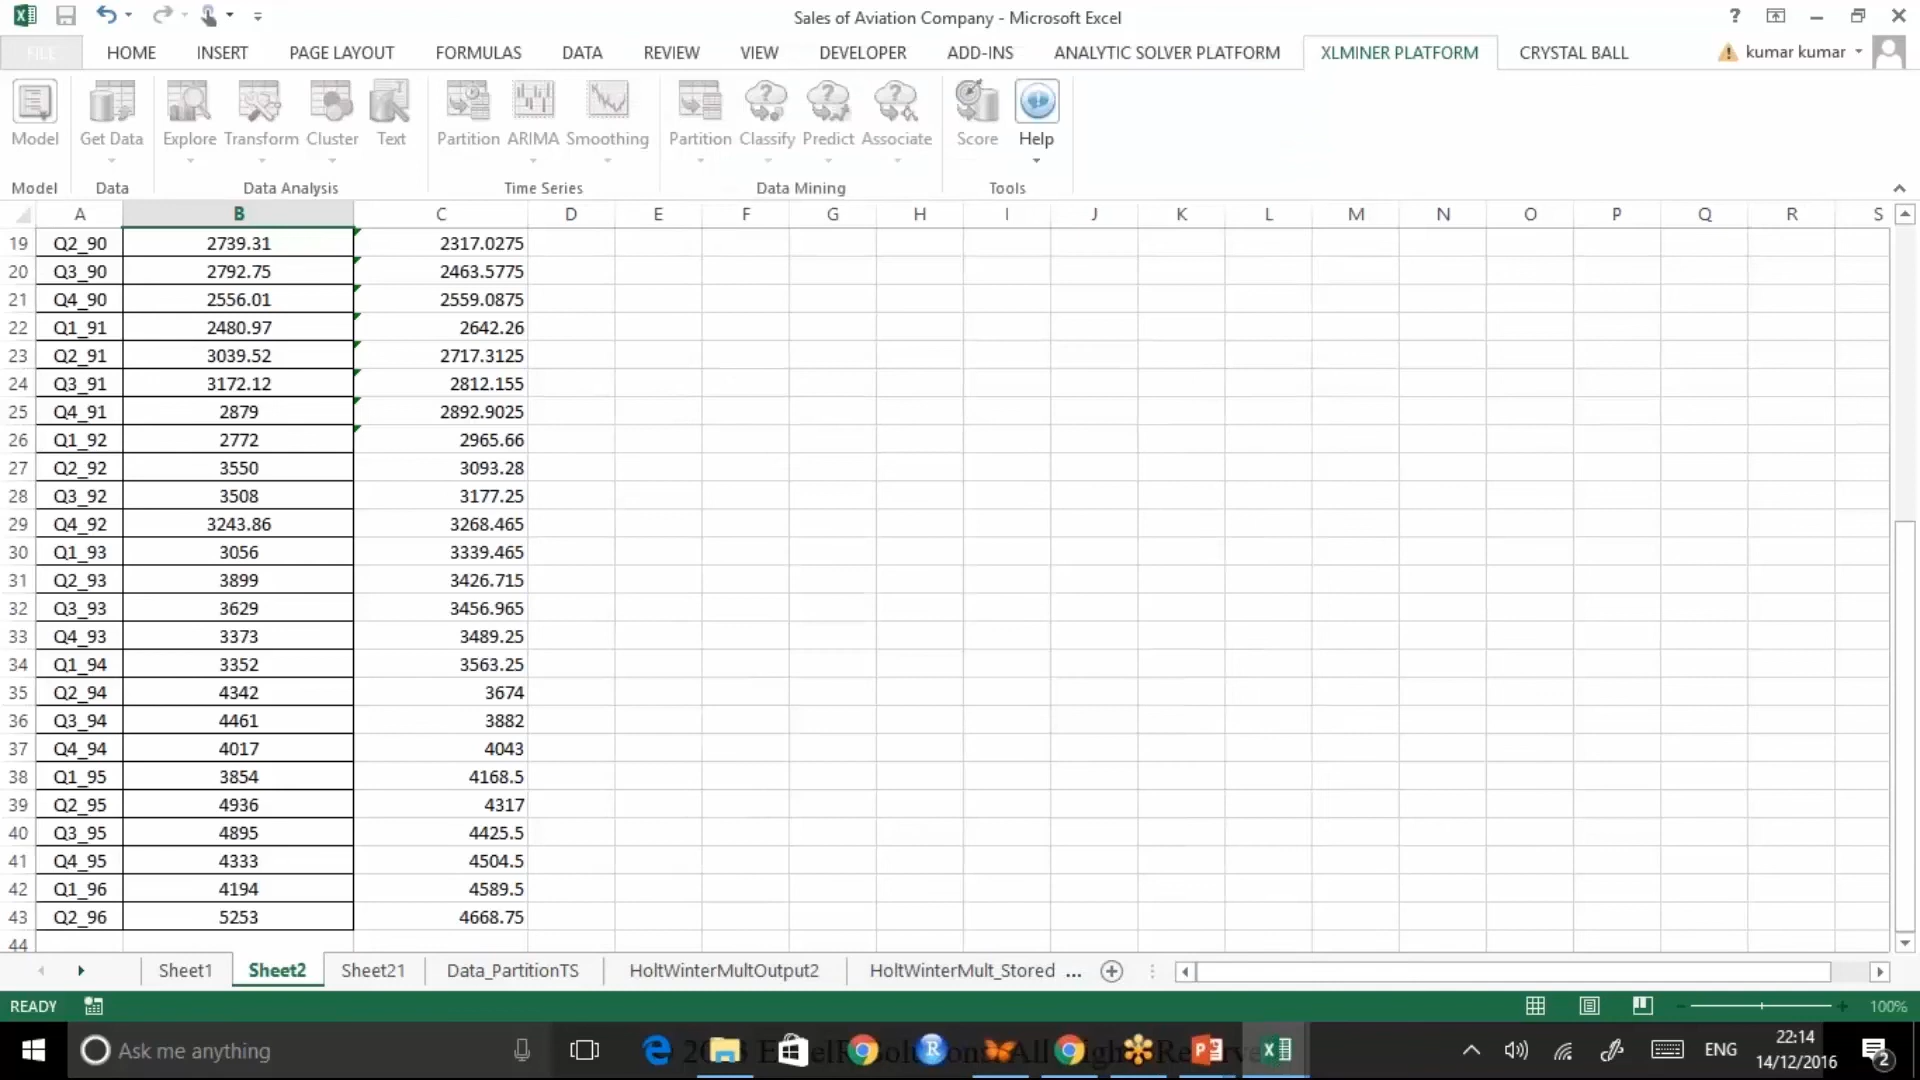 Sales of Aviation Company - Microsoft Excel
FILE HOME INSERT PAGE LAYOUT FORMULAS DATA REVIEW VIEW DEVELOPER ADD-INS ANALYTIC SOLVER PLATFORM XLMINER PLATFORM CRYSTAL BALL kumar kumar
Model Get Data Explore Transform Cluster Text Partition ARIMA Smoothing Partition Classify Predict Associate Score Help
Model Data Data Analysis Time Series Data Mining Tools
A B C D E F G H I J K L M N O P Q R S
19 Q2_90 2739.31 2317.0275
20 Q3_90 2792.75 2463.5775
21 Q4_90 2556.01 2559.0875
22 Q1_91 2480.97 2642.26
23 Q2_91 3039.52 2717.3125
24 Q3_91 3172.12 2812.155
25 Q4_91 2879 2892.9025
26 Q1_92 2772 2965.66
27 Q2_92 3550 3093.28
28 Q3_92 3508 3177.25
29 Q4_92 3243.86 3268.465
30 Q1_93 3056 3339.465
31 Q2_93 3899 3426.715
32 Q3_93 3629 3456.965
33 Q4_93 3373 3489.25
34 Q1_94 3352 3563.25
35 Q2_94 4342 3674
36 Q3_94 4461 3882
37 Q4_94 4017 4043
38 Q1_95 3854 4168.5
39 Q2_95 4936 4317
40 Q3_95 4895 4425.5
41 Q4_95 4333 4504.5
42 Q1_96 4194 4589.5
43 Q2_96 5253 4668.75
44
Sheet1 Sheet2 Sheet21 Data_PartitionTS HoltWinterMultOutput2 HoltWinterMult_Stored ...
READY 100%
Ask me anything ENG 22:14
14/12/2016 2